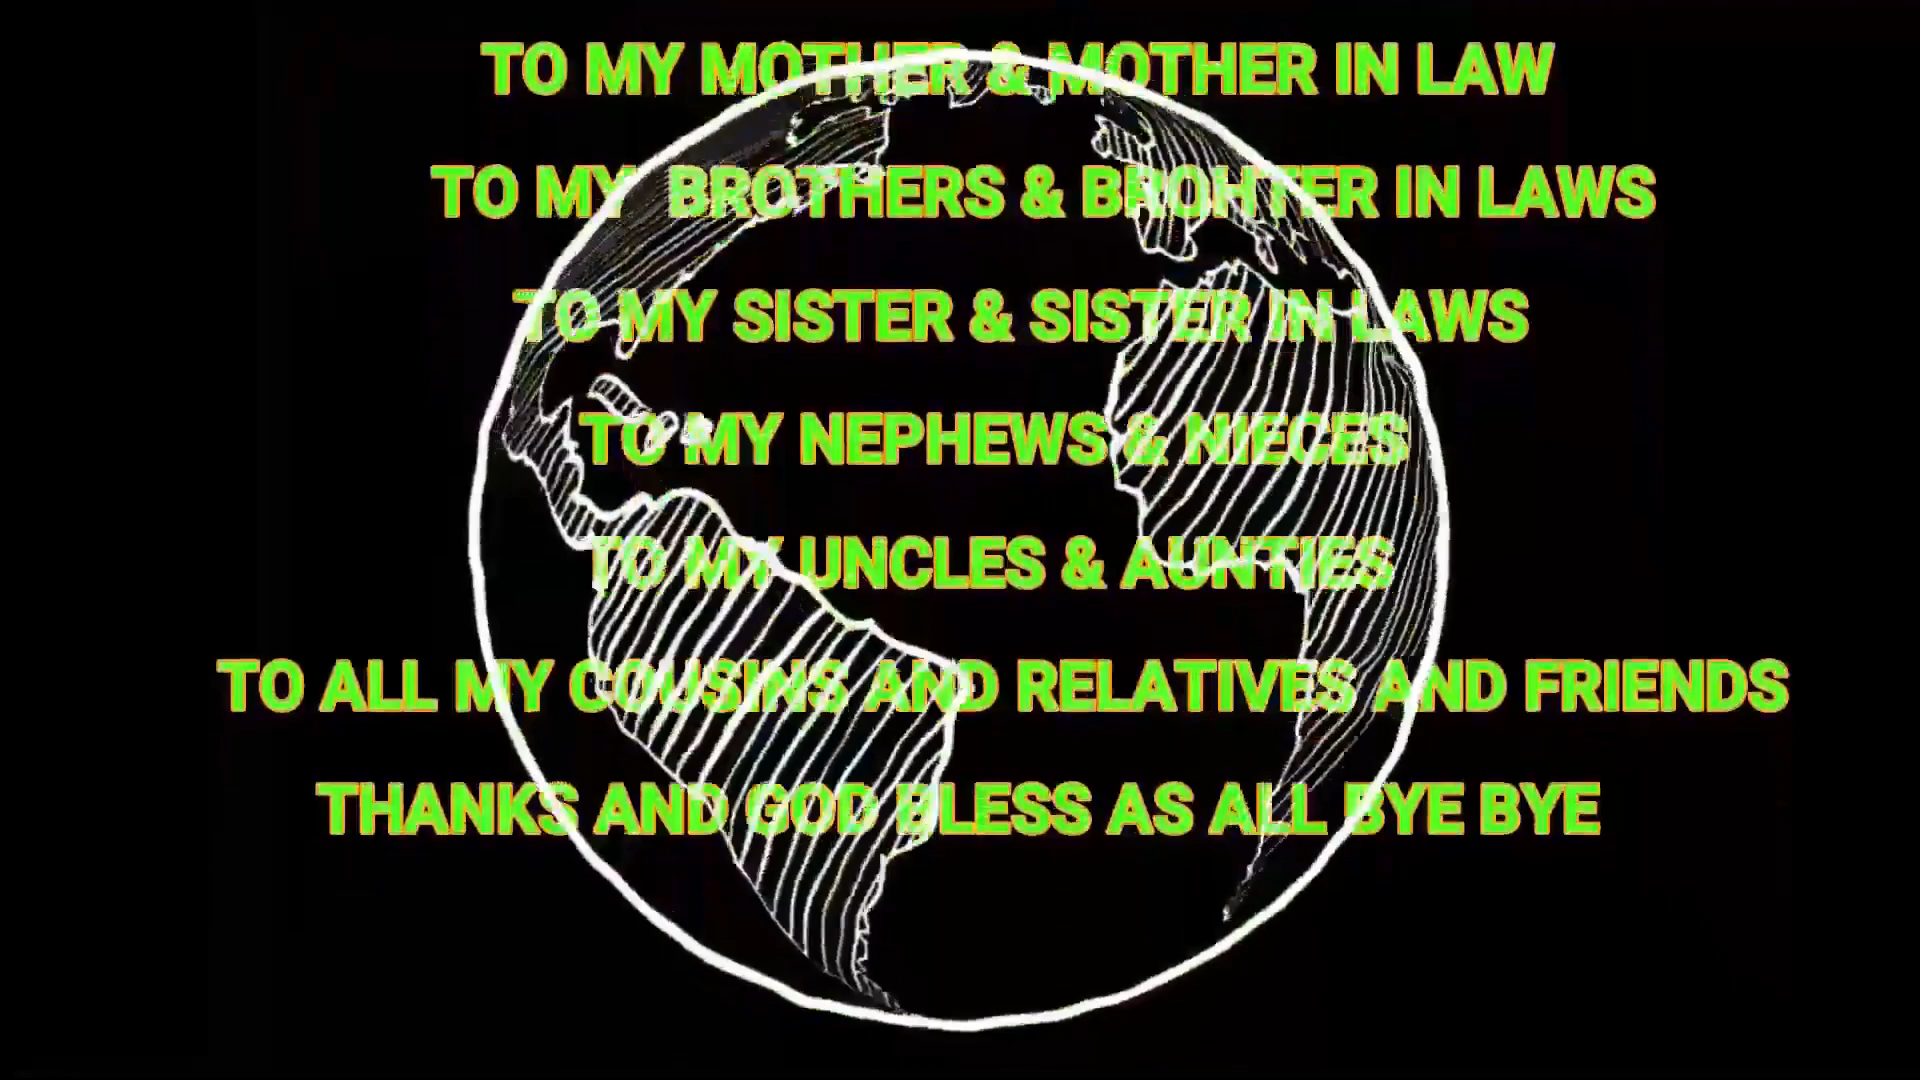 TO MY MOTHER & MOTHER IN LAW
TO MY BROTHERS & BROHTER IN LAWS
TO MY SISTER & SISTER IN LAWS
TO MY NEPHEWS & NIECES
TO MY UNCLES & AUNTIES
TO ALL MY COUSINS AND RELATIVES AND FRIENDS
THANKS AND GOD BLESS AS ALL BYE BYE